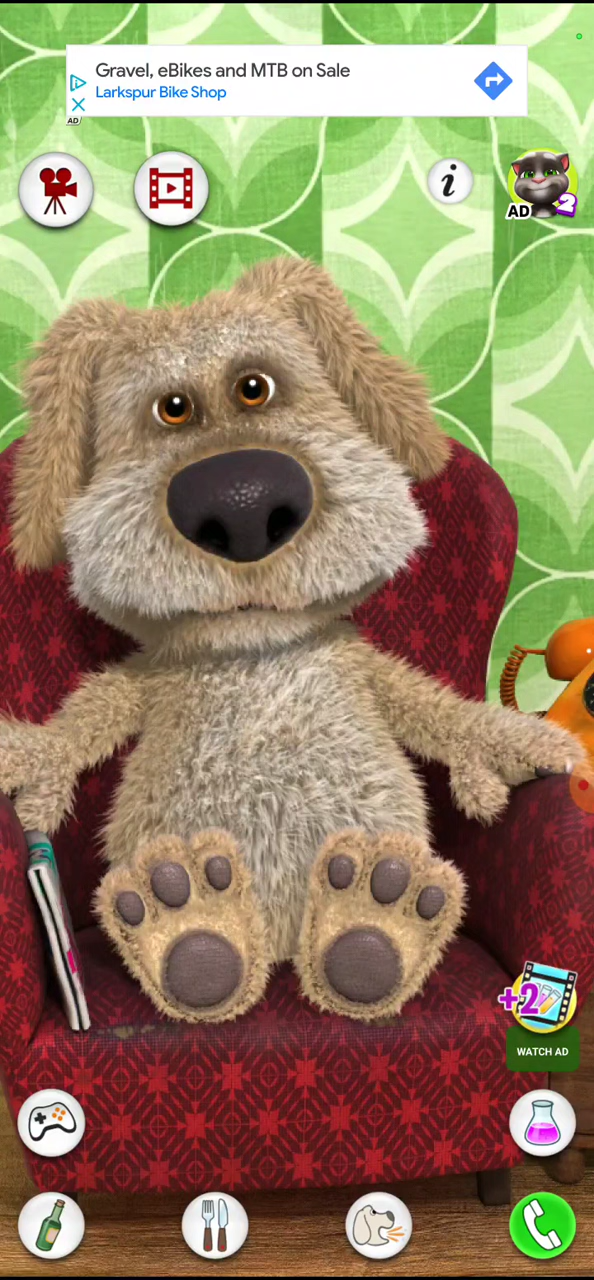 Gravel, eBikes and MTB on Sale
Larkspur Bike Shop
AD
i
AD 2
+2
WATCH AD